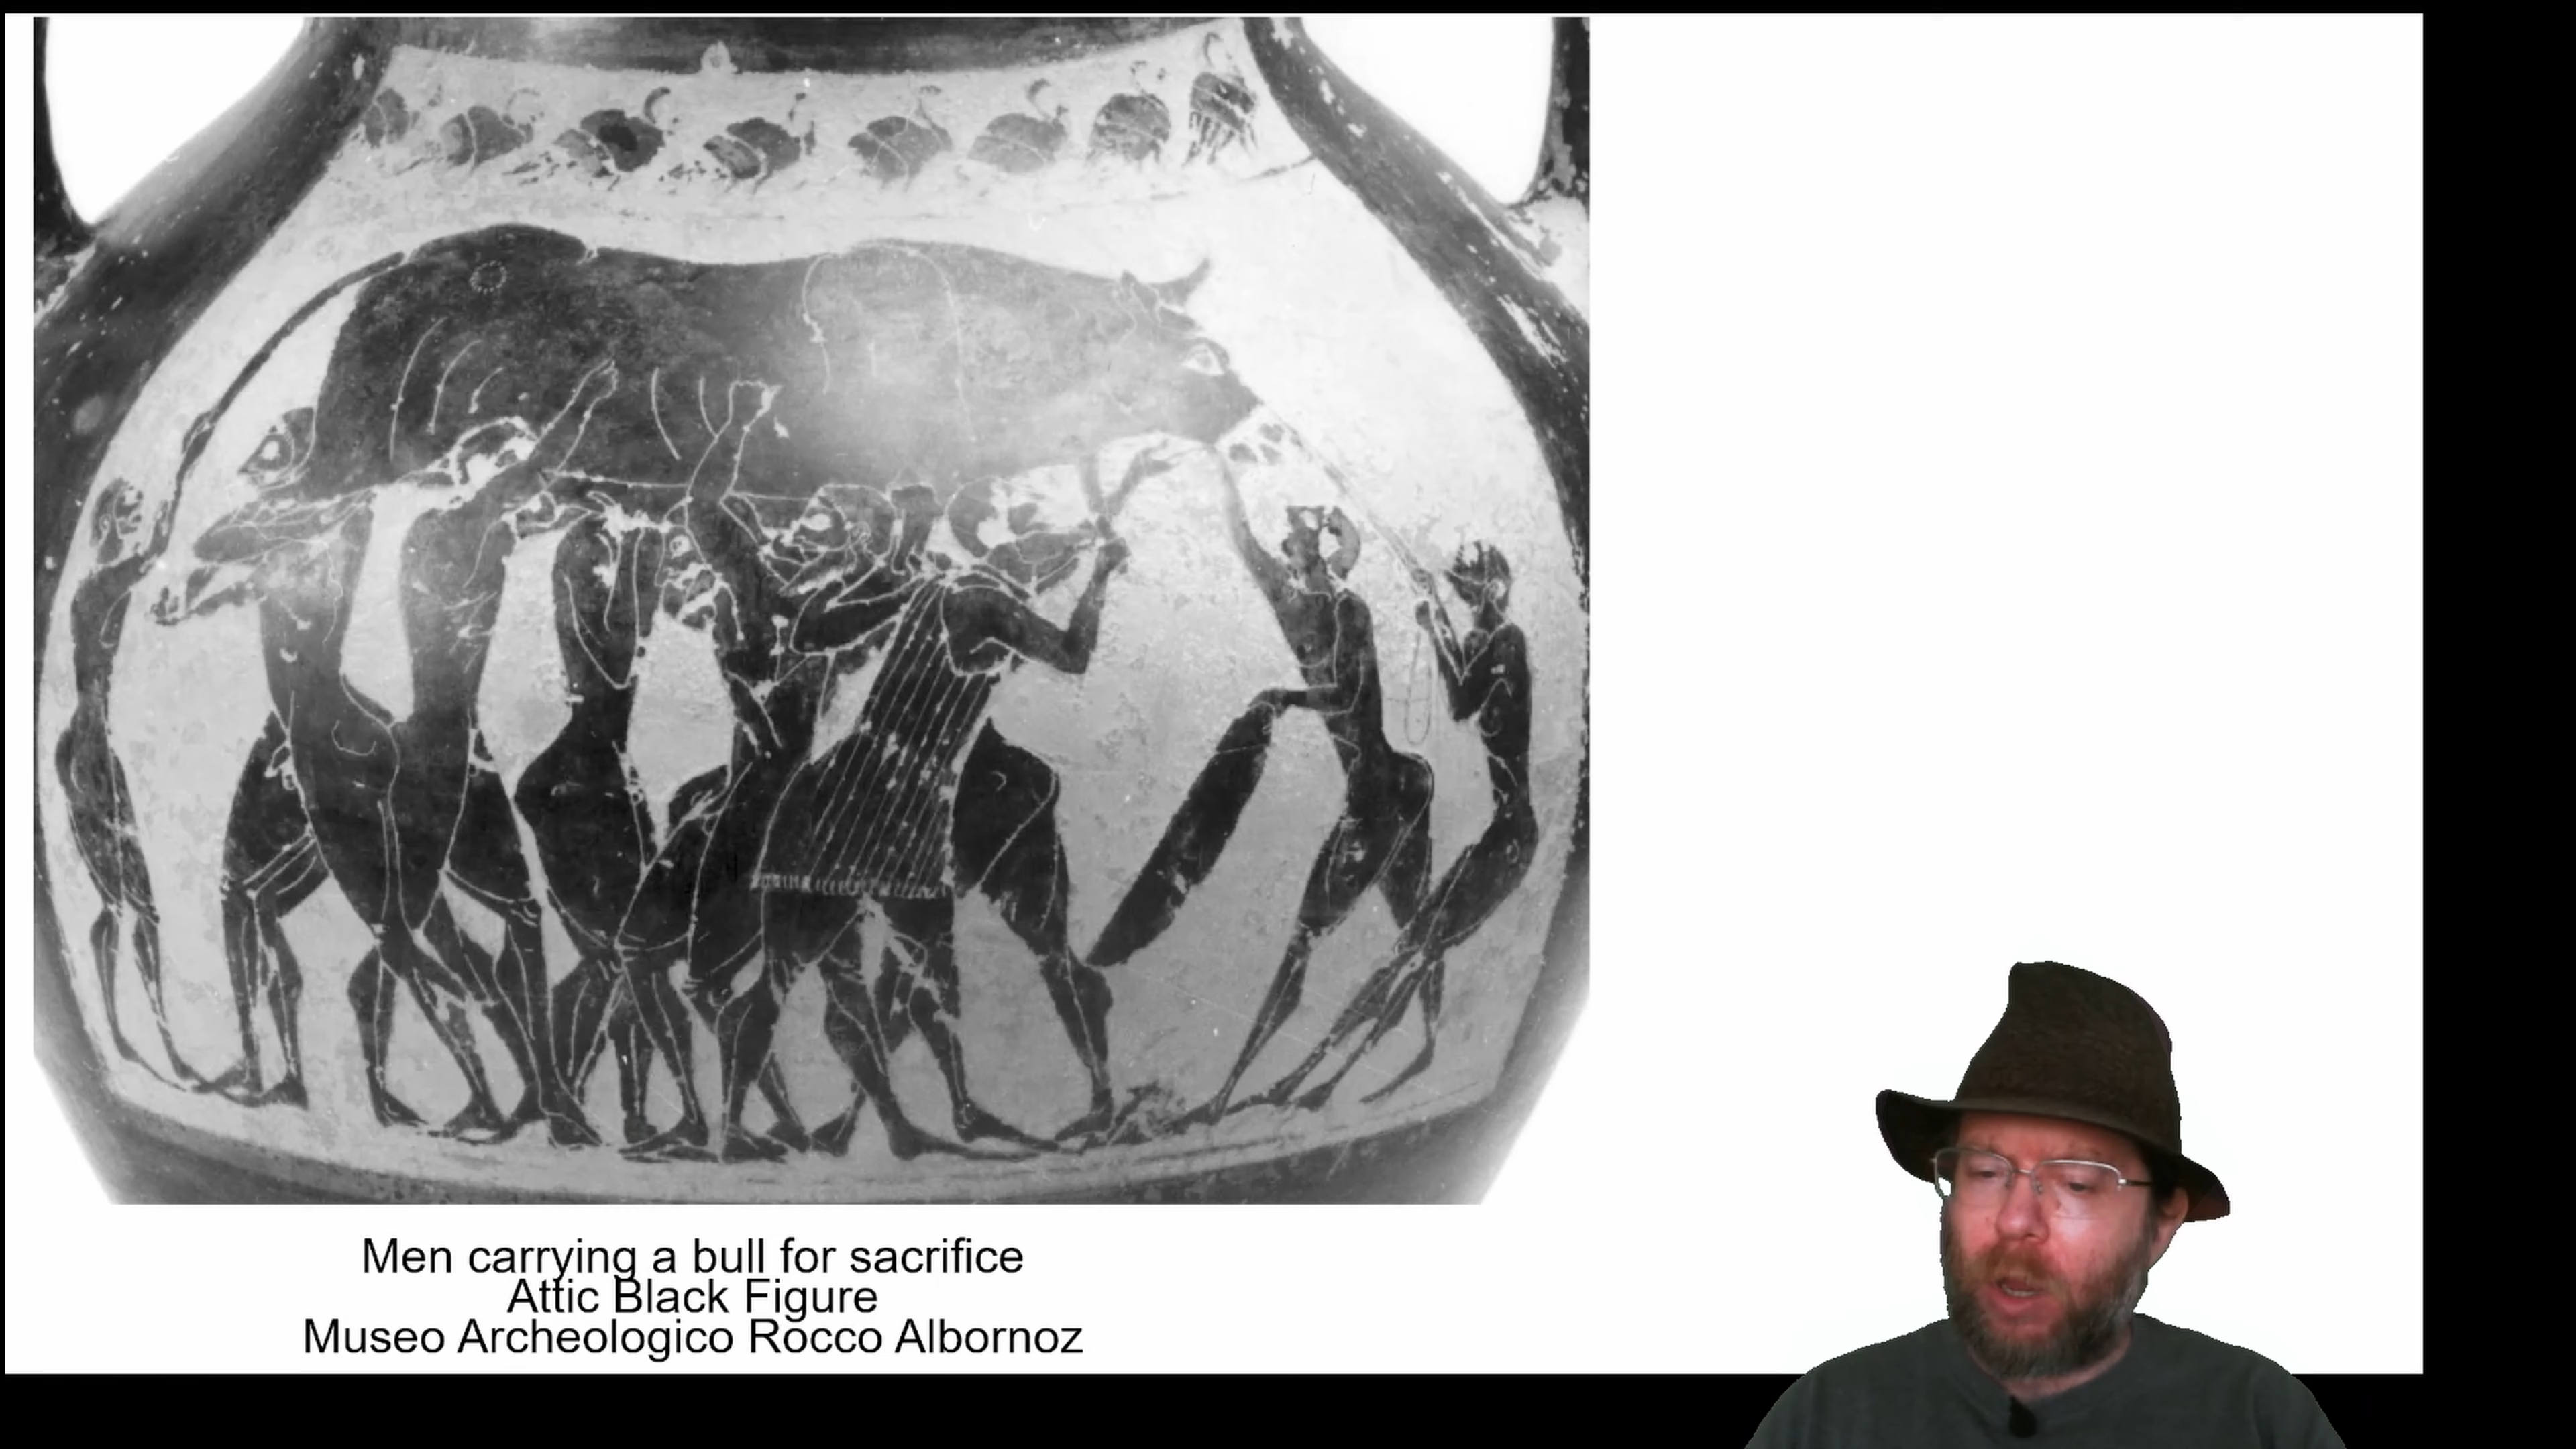 Men carrying a bull for sacrifice
Attic Black Figure
Museo Archeologico Rocco Albornoz